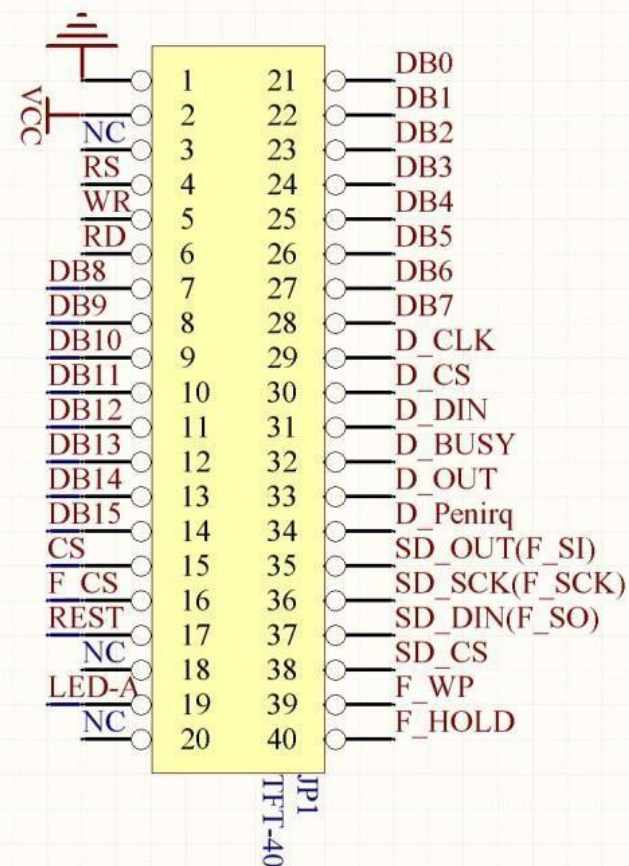 1 21 DB0
VCC 2 22 DB1
NC 3 23 DB2
RS 4 24 DB3
WR 5 25 DB4
RD 6 26 DB5
DB8 7 27 DB6
DB9 8 28 DB7
DB10 9 29 D_CLK
DB11 10 30 D_CS
DB12 11 31 D_DIN
DB13 12 32 D_BUSY
DB14 13 33 D_OUT
DB15 14 34 D_Penirq
CS 15 35 SD_OUT(F_SI)
F_CS 16 36 SD_SCK(F_SCK)
REST 17 37 SD_DIN(F_SO)
NC 18 38 SD_CS
LED-A 19 39 F_WP
NC 20 40 F_HOLD
JP1
TFT-40